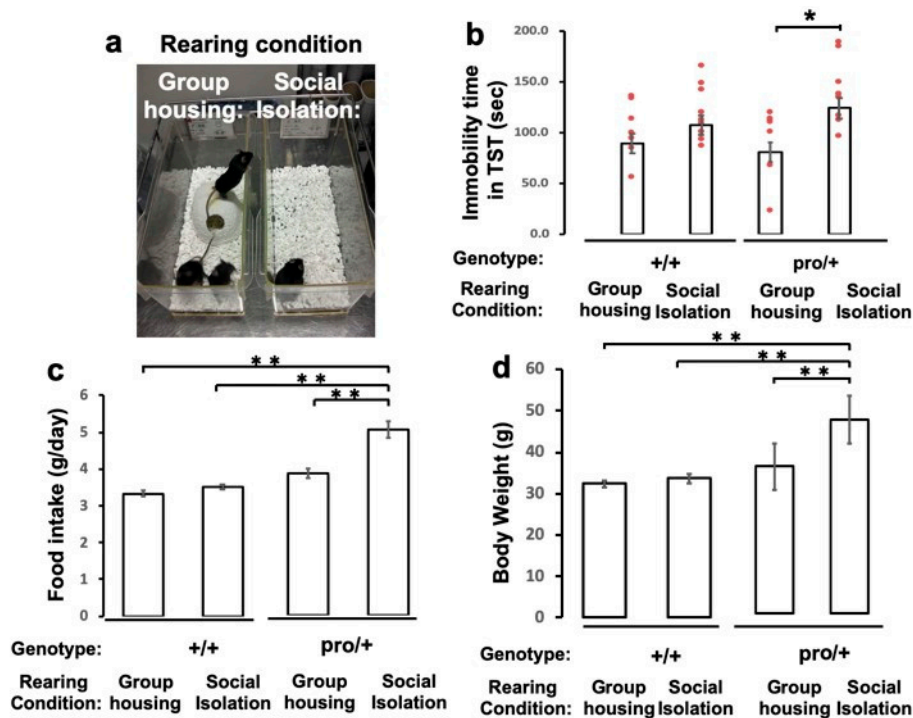 a
Rearing condition
Group housing:
Social Isolation:
b
Immobility time
in TST (sec)
200.0
150.0
100.0
50.0
0.0
*
Genotype:
+/+
pro/+
Rearing
Condition:
Group
housing
Social
Isolation
Group
housing
Social
Isolation
c
Food intake (g/day)
6
5
4
3
2
1
0
* *
* *
* *
Genotype:
+/+
pro/+
Rearing
Condition:
Group
housing
Social
Isolation
Group
housing
Social
Isolation
d
Body Weight (g)
60
50
40
30
20
10
0
* *
* *
* *
Genotype:
+/+
pro/+
Rearing
Condition:
Group
housing
Social
Isolation
Group
housing
Social
Isolation